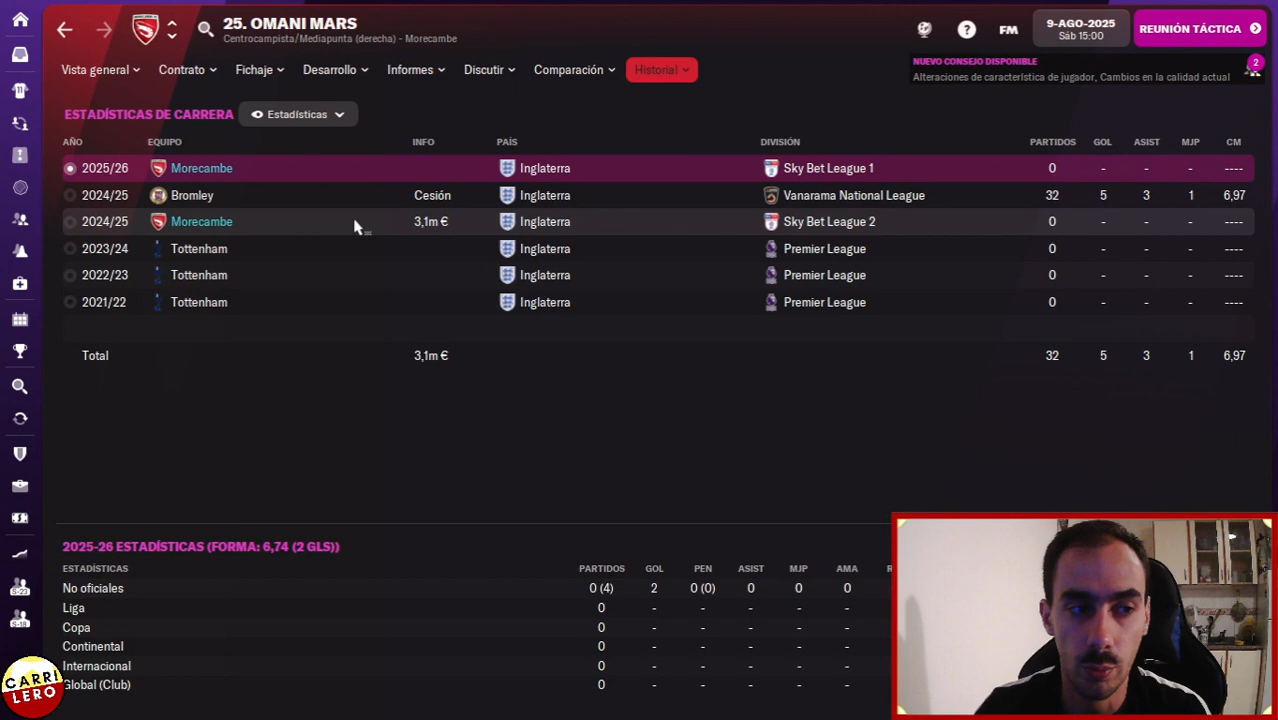 25. OMANI MARS
Centrocampista/Mediapunta (derecha) - Morecambe
FM
9-AGO-2025
Sáb 15:00
REUNIÓN TÁCTICA
Vista general
Contrato
Fichaje
Desarrollo
Informes
Discutir
Comparación
Historial
NUEVO CONSEJO DISPONIBLE
2
Alteraciones de característica de jugador, Cambios en la calidad actual
ESTADÍSTICAS DE CARRERA
Estadísticas
AÑO EQUIPO INFO PAÍS DIVISIÓN PARTIDOS GOL ASIST MJP CM
2025/26 Morecambe Inglaterra Sky Bet League 1 0 - - - ----
2024/25 Bromley Cesión Inglaterra Vanarama National League 32 5 3 1 6,97
2024/25 Morecambe 3,1m € Inglaterra Sky Bet League 2 0 - - - ----
2023/24 Tottenham Inglaterra Premier League 0 - - - ----
2022/23 Tottenham Inglaterra Premier League 0 - - - ----
2021/22 Tottenham Inglaterra Premier League 0 - - - ----
Total 3,1m € 32 5 3 1 6,97
2025-26 ESTADÍSTICAS (FORMA: 6,74 (2 GLS))
ESTADÍSTICAS PARTIDOS GOL PEN ASIST MJP AMA
No oficiales 0 (4) 2 0 (0) 0 0 0
Liga 0 - - - - -
Copa 0 - - - - -
Continental 0 - - - - -
Internacional 0 - - - - -
Global (Club) 0 - - - - -
S-23
S-18
CARRI
LERO